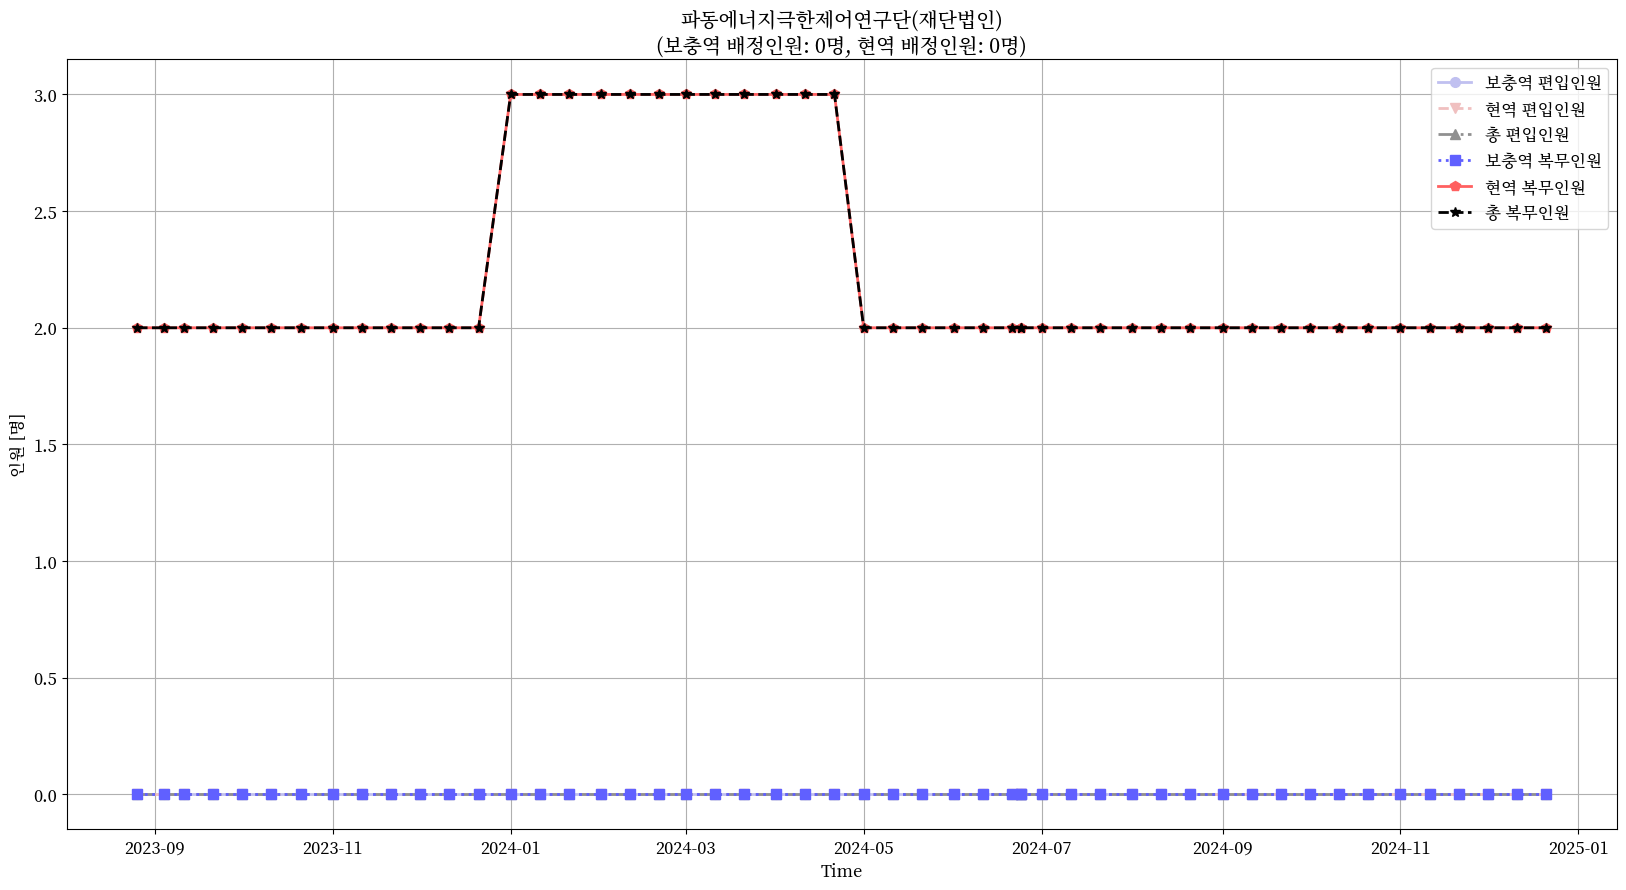 파동에너지극한제어연구단(재단법인)
(보충역 배정인원: 0명, 현역 배정인원: 0명)
보충역 편입인원
현역 편입인원
총 편입인원
보충역 복무인원
현역 복무인원
총 복무인원
인원 [명]
3.0
2.5
2.0
1.5
1.0
0.5
0.0
2023-09 2023-11 2024-01 2024-03 2024-05 2024-07 2024-09 2024-11 2025-01
Time